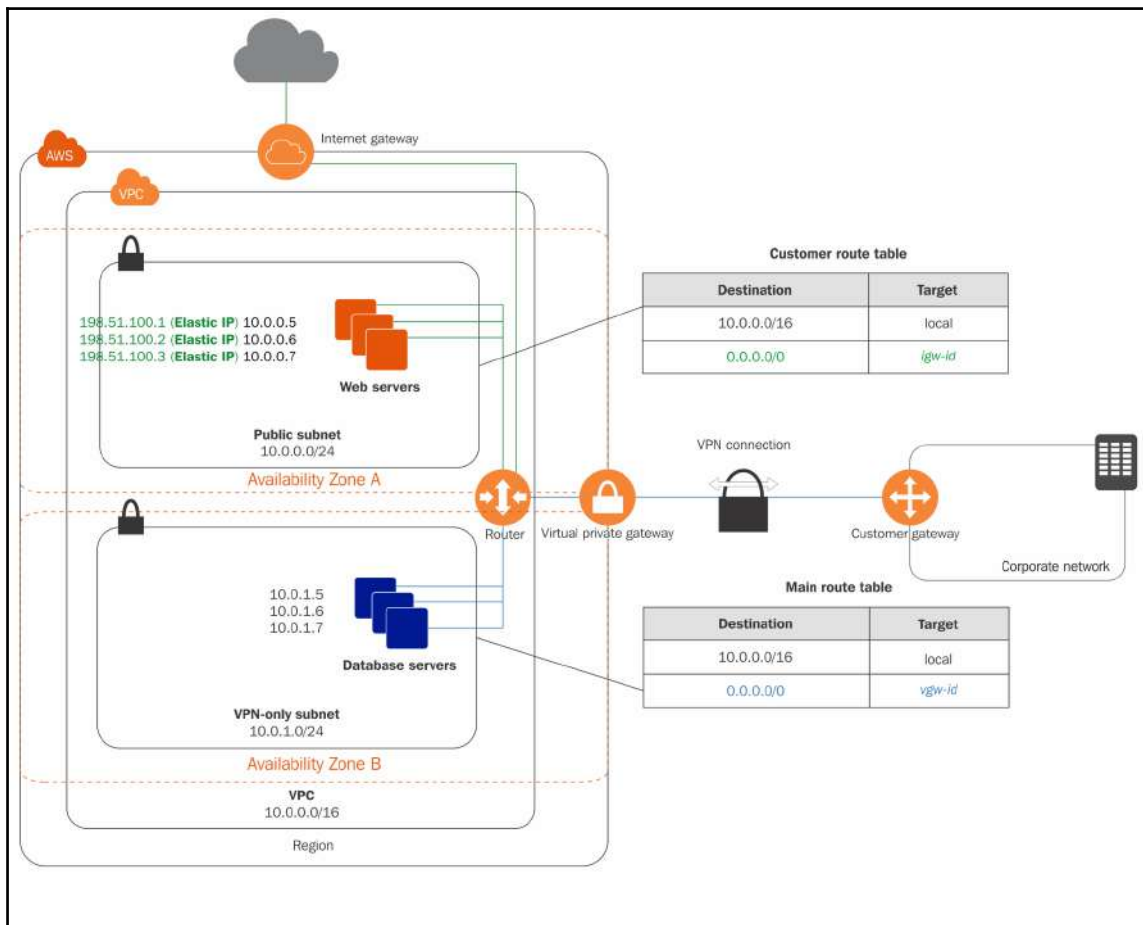 Internet gateway
AWS
VPC
Customer route table
Destination Target
10.0.0.0/16 local
0.0.0.0/0 igw-id
198.51.100.1 (Elastic IP) 10.0.0.5
198.51.100.2 (Elastic IP) 10.0.0.6
198.51.100.3 (Elastic IP) 10.0.0.7
Web servers
Public subnet
10.0.0.0/24
Availability Zone A
VPN connection
Router
Virtual private gateway
Customer gateway
Corporate network
Main route table
Destination Target
10.0.0.0/16 local
0.0.0.0/0 vgw-id
10.0.1.5
10.0.1.6
10.0.1.7
Database servers
VPN-only subnet
10.0.1.0/24
Availability Zone B
VPC
10.0.0.0/16
Region